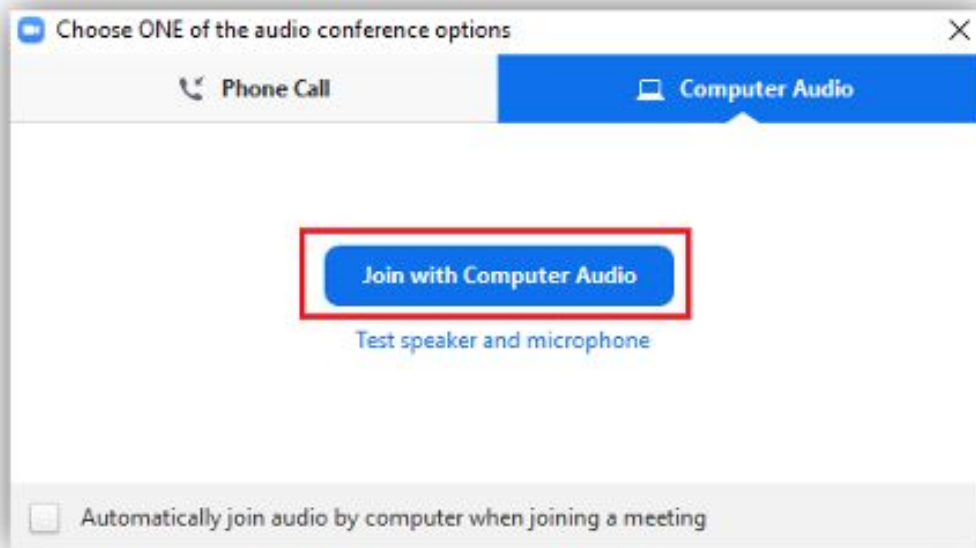 Choose ONE of the audio conference options
Phone Call
Computer Audio
Join with Computer Audio
Test speaker and microphone
Automatically join audio by computer when joining a meeting